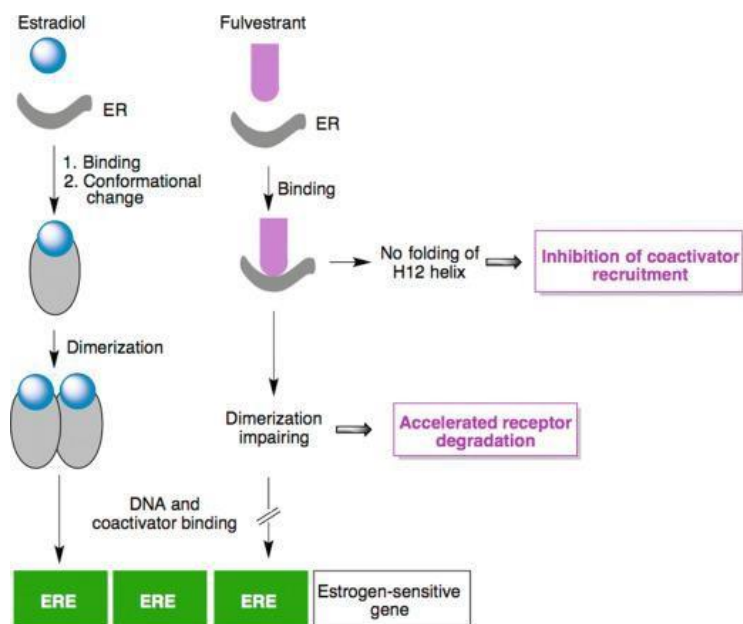 Estradiol
Fulvestrant
ER
ER
1. Binding
2. Conformational
change
Binding
No folding of
H12 helix
Inhibition of coactivator
recruitment
Dimerization
Dimerization
impairing
Accelerated receptor
degradation
DNA and
coactivator binding
ERE
ERE
ERE
Estrogen-sensitive
gene